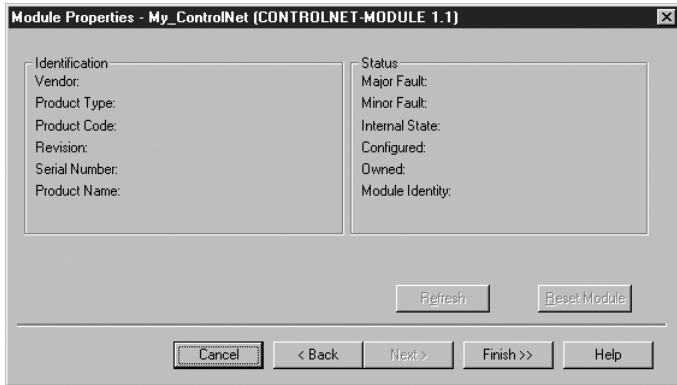 Module Properties - My_ControlNet (CONTROLNET-MODULE 1.1)
Identification
Vendor:
Product Type:
Product Code:
Revision:
Serial Number:
Product Name:
Status
Major Fault:
Minor Fault:
Internal State:
Configured:
Owned:
Module Identity:
Refresh
Reset Module
Cancel
< Back
Next >
Finish >>
Help